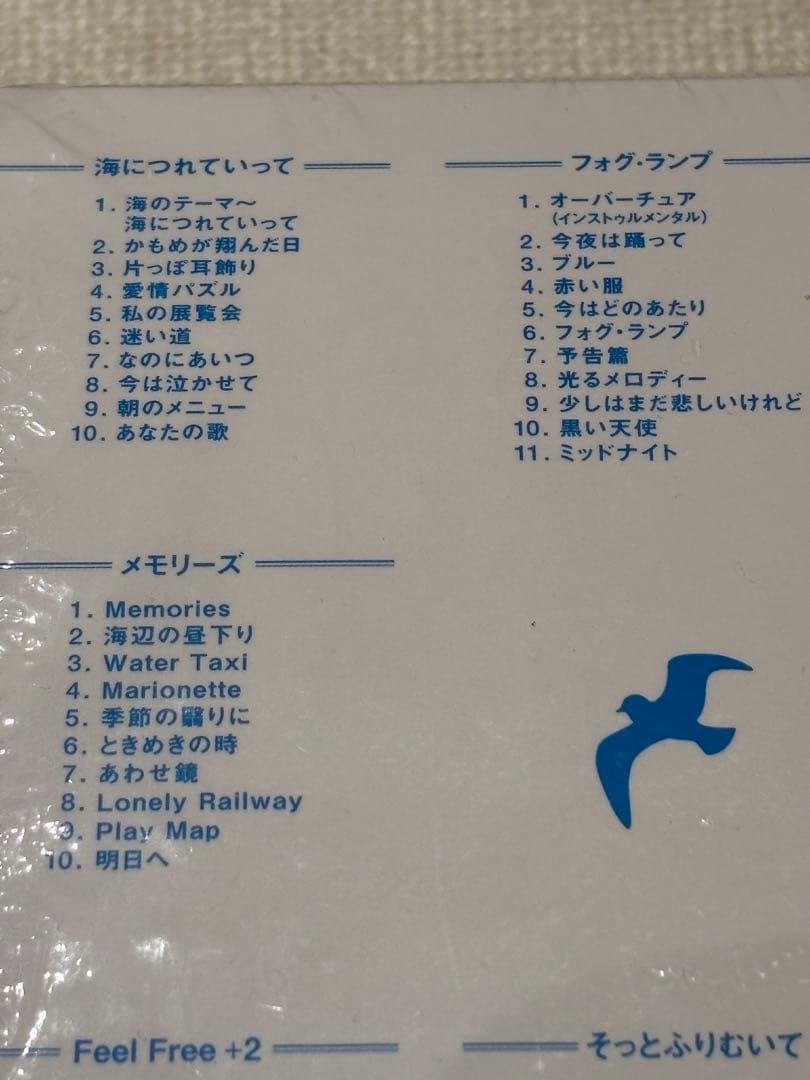 海につれていって
1. 海のテーマ〜
海につれていって
2. かもめが翔んだ日
3. 片っぽ耳飾り
4. 愛情パズル
5. 私の展覧会
6. 迷い道
7. なのにあいつ
8. 今は泣かせて
9. 朝のメニュー
10. あなたの歌
フォグ・ランプ
1. オーバーチュア
(インストゥルメンタル)
2. 今夜は踊って
3. ブルー
4. 赤い服
5. 今はどのあたり
6. フォグ・ランプ
7. 予告篇
8. 光るメロディー
9. 少しはまだ悲しいけれど
10. 黒い天使
11. ミッドナイト
メモリーズ
1. Memories
2. 海辺の昼下り
3. Water Taxi
4. Marionette
5. 季節の翳りに
6. ときめきの時
7. あわせ鏡
8. Lonely Railway
9. Play Map
10. 明日へ
Feel Free +2
そっとふりむいて